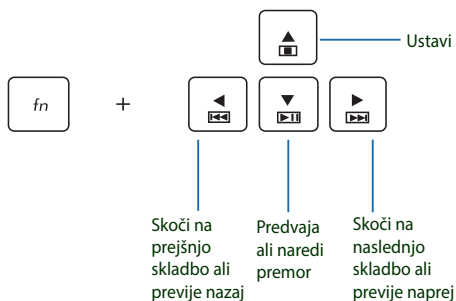 Ustavi
fn
+
Skoči na
prejšnjo
skladbo ali
previje nazaj
Predvaja
ali naredi
premor
Skoči na
naslednjo
skladbo ali
previje naprej